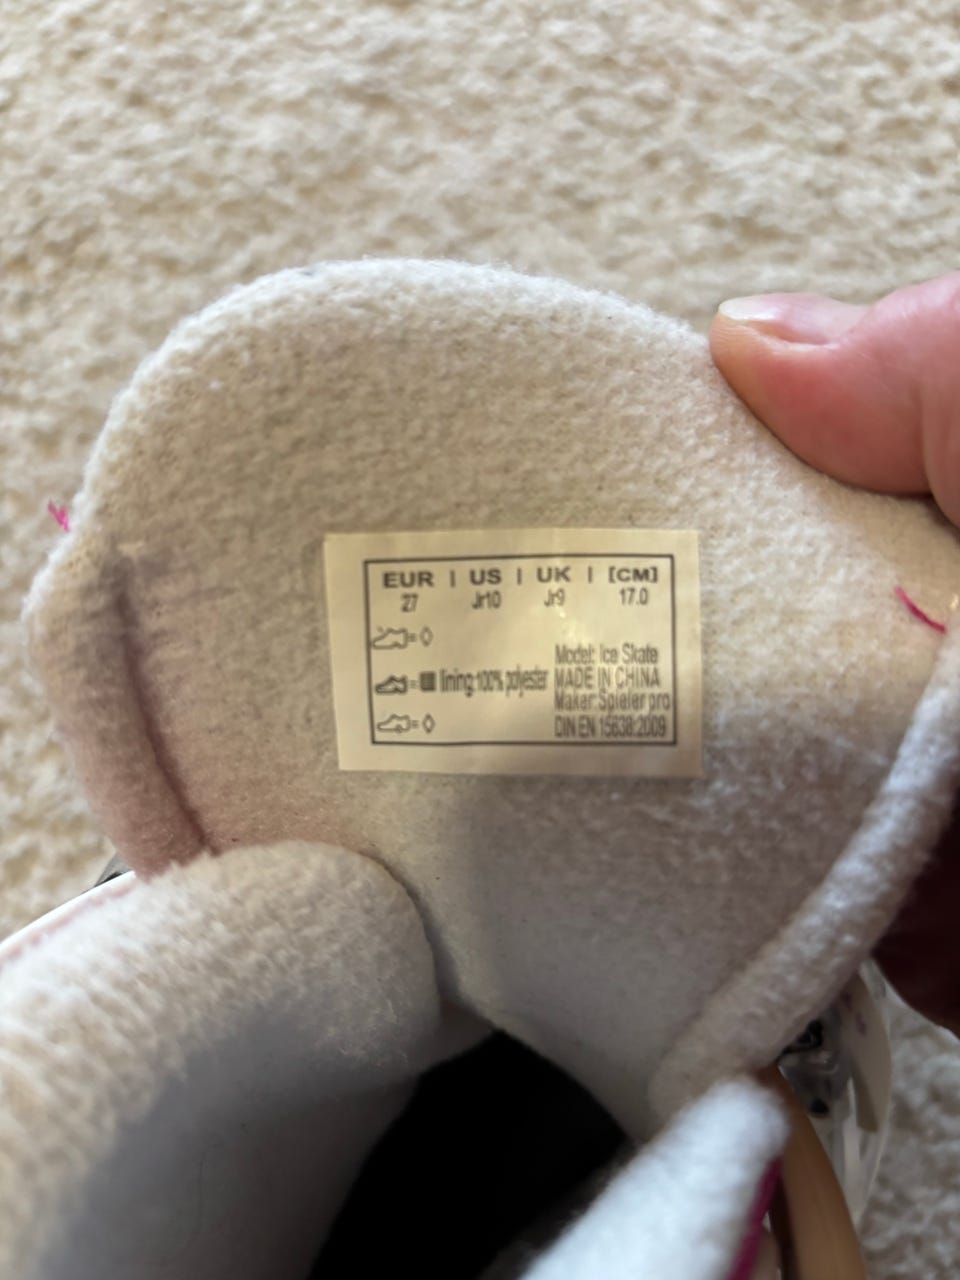 EUR | US | UK | [CM]
27 Jr10 Jr9 17.0
Model: Ice Skate
lining:100% polyester MADE IN CHINA
Maker:Spieler pro
DIN EN 15638:2009